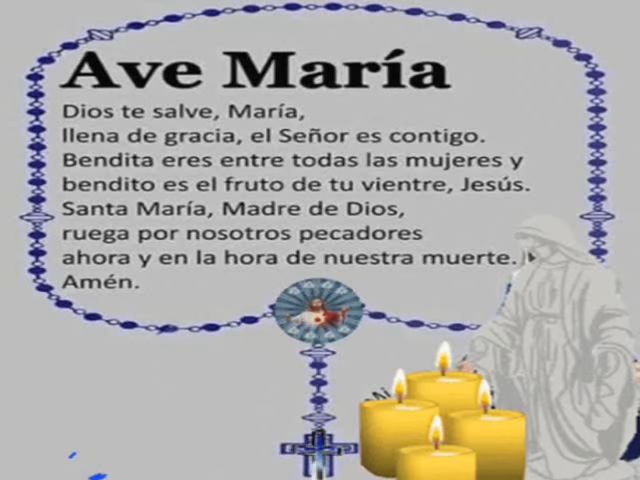 Ave María
Dios te salve, María,
llena de gracia, el Señor es contigo.
Bendita eres entre todas las mujeres y
bendito es el fruto de tu vientre, Jesús.
Santa María, Madre de Dios,
ruega por nosotros pecadores
ahora y en la hora de nuestra muerte.
Amén.